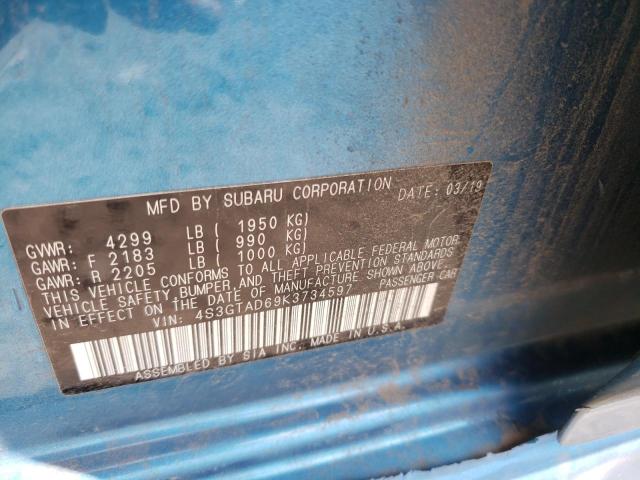 MFD BY SUBARU CORPORATION DATE: 03/19
GVWR: 4299 LB ( 1950 KG)
GAWR: F 2183 LB ( 990 KG)
GAWR: R 2205 LB ( 1000 KG)
THIS VEHICLE CONFORMS TO ALL APPLICABLE FEDERAL MOTOR
VEHICLE SAFETY, BUMPER, AND THEFT PREVENTION STANDARDS
IN EFFECT ON THE DATE OF MANUFACTURE SHOWN ABOVE.
VIN: 4S3GTAD69K3734597 PASSENGER CAR
ASSEMBLED BY SIA INC. MADE IN U.S.A.